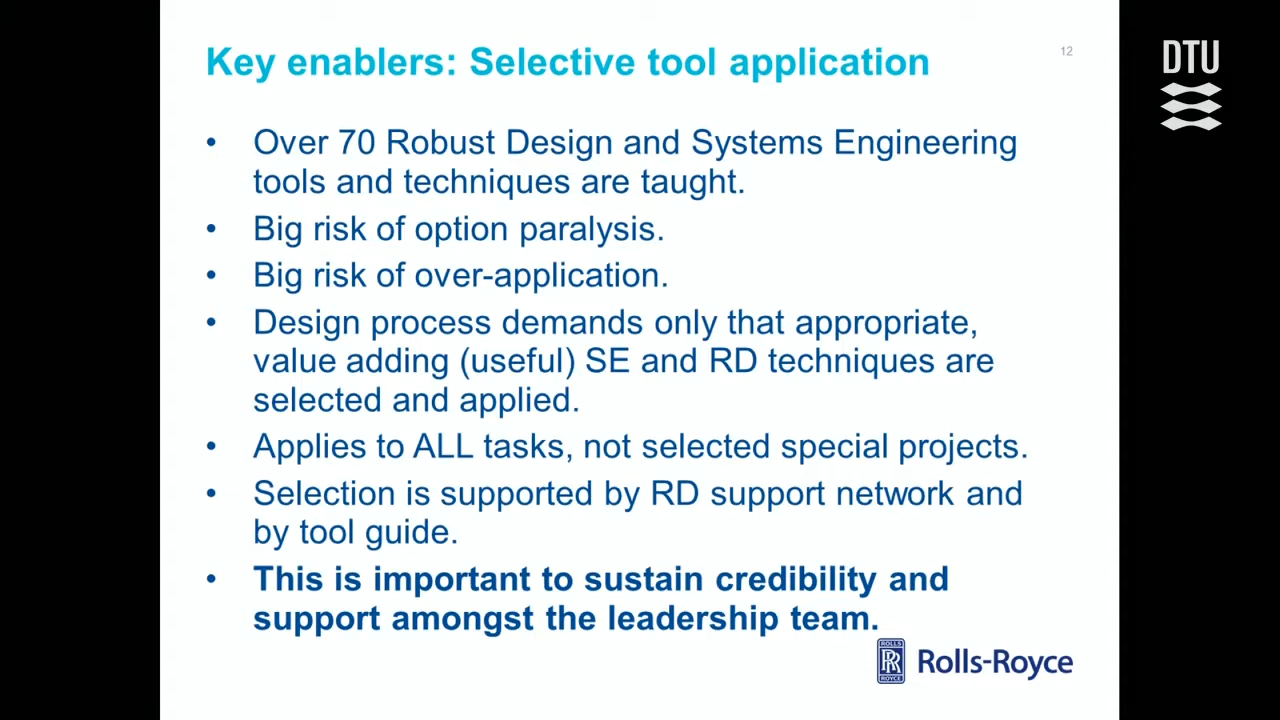 Key enablers: Selective tool application
12
DTU
• Over 70 Robust Design and Systems Engineering
tools and techniques are taught.
• Big risk of option paralysis.
• Big risk of over-application.
• Design process demands only that appropriate,
value adding (useful) SE and RD techniques are
selected and applied.
• Applies to ALL tasks, not selected special projects.
• Selection is supported by RD support network and
by tool guide.
• This is important to sustain credibility and
support amongst the leadership team.
ROLLS
RR
ROYCE
Rolls-Royce